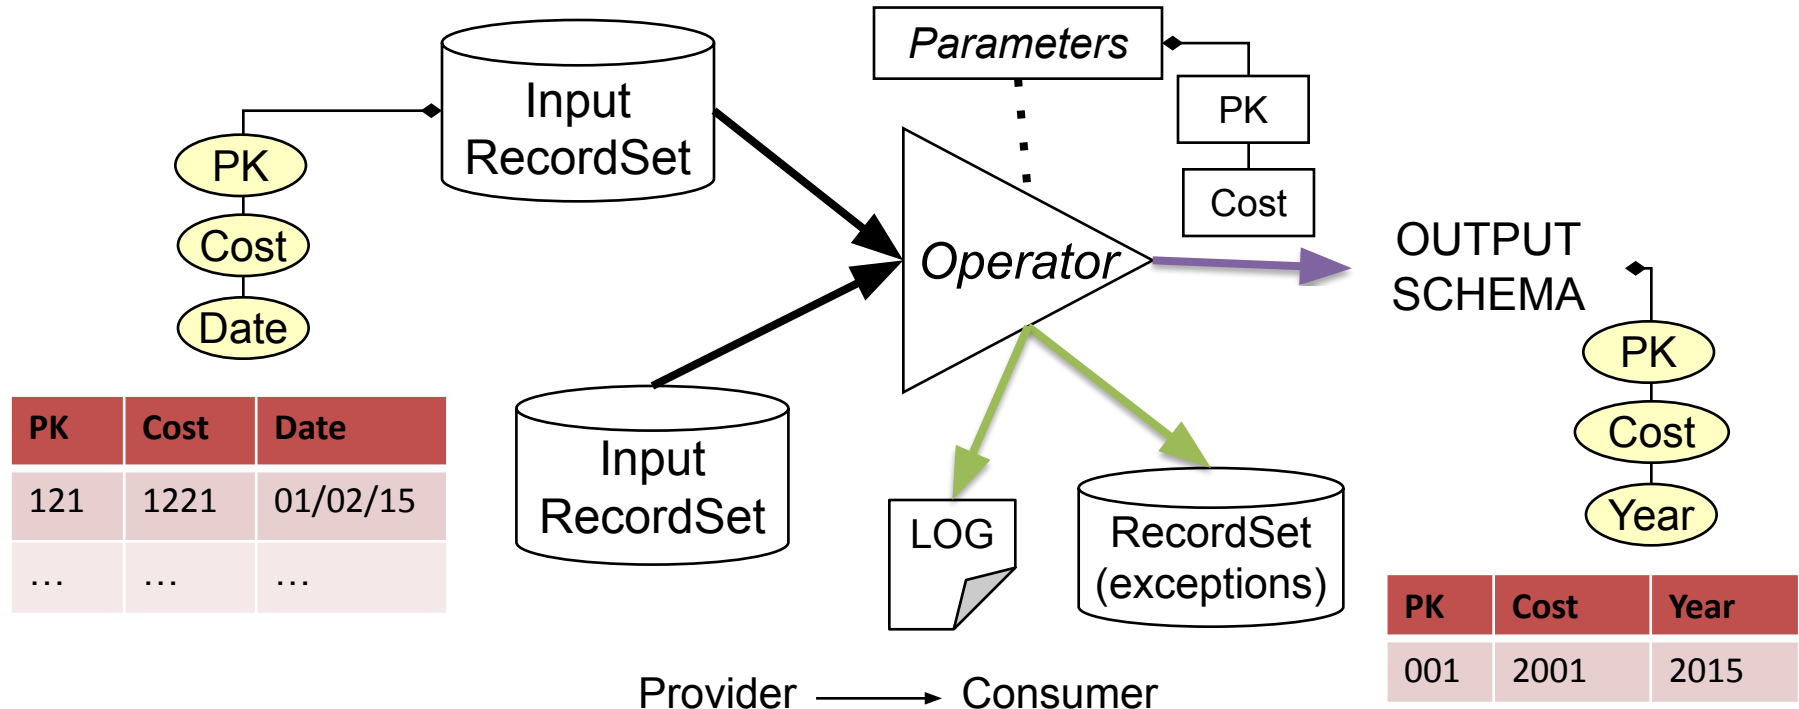 Parameters
Input
RecordSet
PK
Cost
PK
Cost
Date
Operator
OUTPUT
SCHEMA
PK
Cost
Year
Input
RecordSet
LOG
RecordSet
(exceptions)
PK Cost Date
121 1221 01/02/15
... ... ...
PK Cost Year
001 2001 2015
Provider Consumer